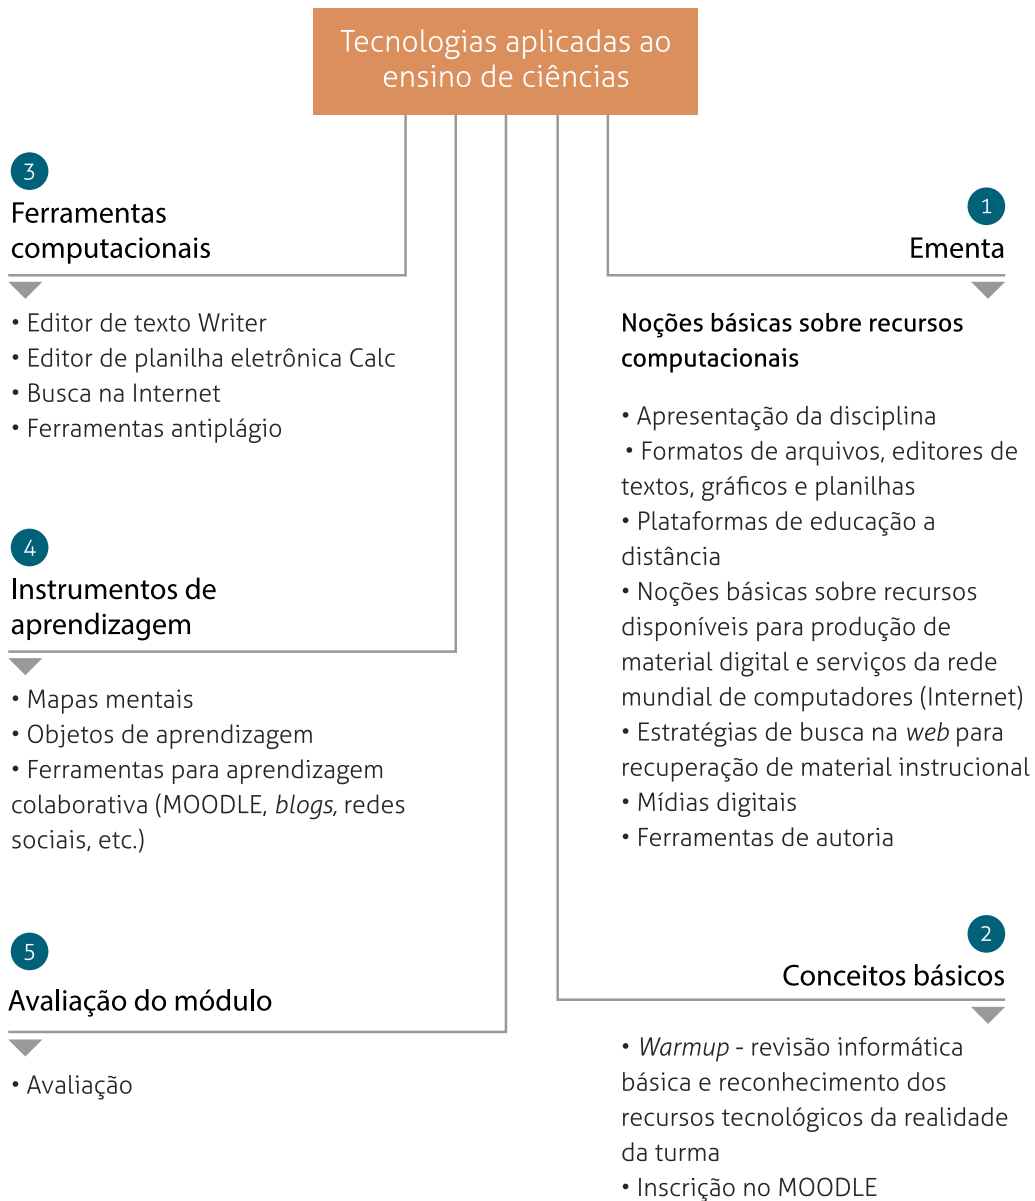 Tecnologias aplicadas ao
ensino de ciências
1
Ementa
Noções básicas sobre recursos
computacionais
• Apresentação da disciplina
• Formatos de arquivos, editores de
textos, gráficos e planilhas
• Plataformas de educação a
distância
• Noções básicas sobre recursos
disponíveis para produção de
material digital e serviços da rede
mundial de computadores (Internet)
• Estratégias de busca na web para
recuperação de material instrucional
• Mídias digitais
• Ferramentas de autoria
2
Conceitos básicos
• Warmup - revisão informática
básica e reconhecimento dos
recursos tecnológicos da realidade
da turma
• Inscrição no MOODLE
3
Ferramentas
computacionais
• Editor de texto Writer
• Editor de planilha eletrônica Calc
• Busca na Internet
• Ferramentas antiplágio
4
Instrumentos de
aprendizagem
• Mapas mentais
• Objetos de aprendizagem
• Ferramentas para aprendizagem
colaborativa (MOODLE, blogs, redes
sociais, etc.)
5
Avaliação do módulo
• Avaliação